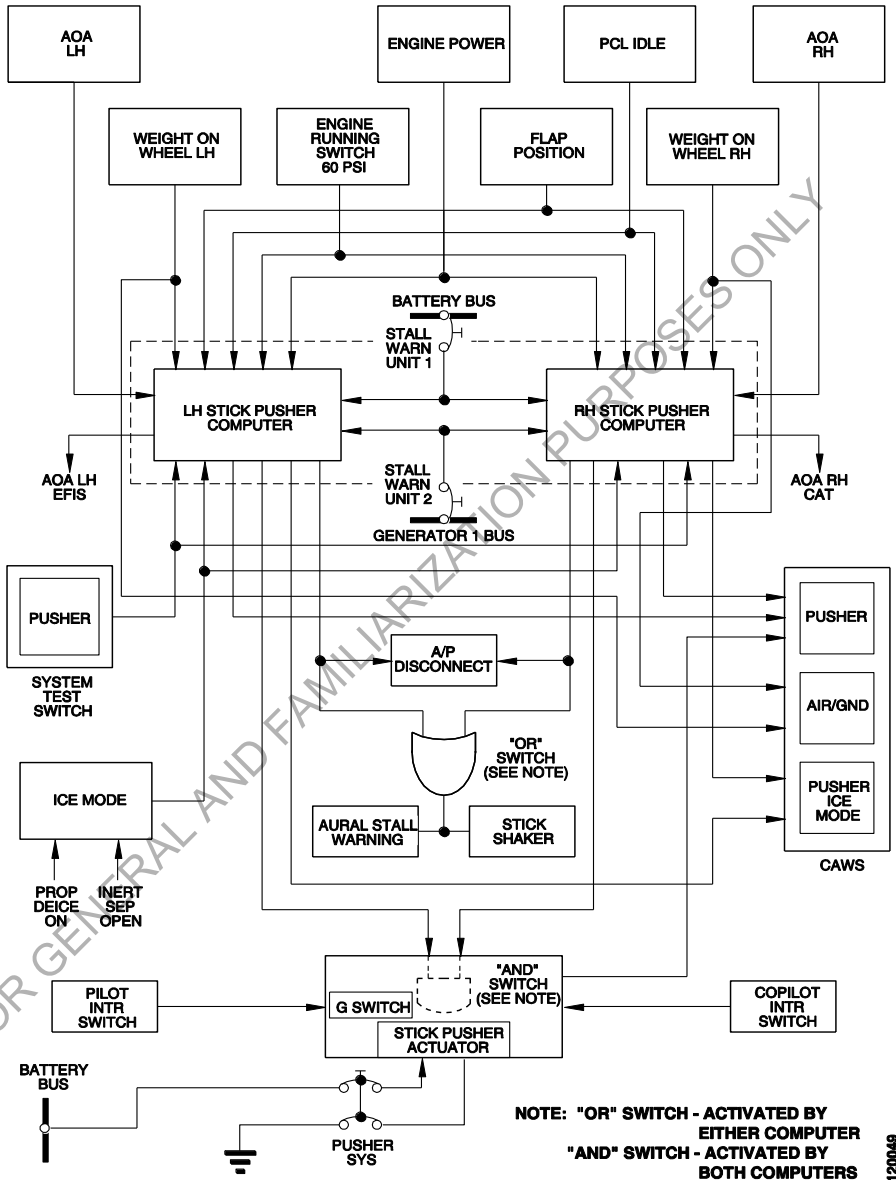 AOA
LH
ENGINE POWER
PCL IDLE
AOA
RH
WEIGHT ON
WHEEL LH
ENGINE
RUNNING
SWITCH
60 PSI
FLAP
POSITION
WEIGHT ON
WHEEL RH
BATTERY BUS
STALL
WARN
UNIT 1
LH STICK PUSHER
COMPUTER
RH STICK PUSHER
COMPUTER
AOA LH
EFIS
STALL
WARN
UNIT 2
AOA RH
CAT
GENERATOR 1 BUS
PUSHER
SYSTEM
TEST
SWITCH
A/P
DISCONNECT
PUSHER
AIR/GND
"OR"
SWITCH
(SEE NOTE)
ICE MODE
PUSHER
ICE
MODE
AURAL STALL
WARNING
STICK
SHAKER
CAWS
PROP
DEICE
ON
INERT
SEP
OPEN
"AND"
SWITCH
(SEE NOTE)
PILOT
INTR
SWITCH
G SWITCH
COPILOT
INTR
SWITCH
STICK PUSHER
ACTUATOR
BATTERY
BUS
PUSHER
SYS
NOTE: "OR" SWITCH - ACTIVATED BY
EITHER COMPUTER
"AND" SWITCH - ACTIVATED BY
BOTH COMPUTERS
120049
FOR GENERAL AND FAMILIARIZATION PURPOSES ONLY